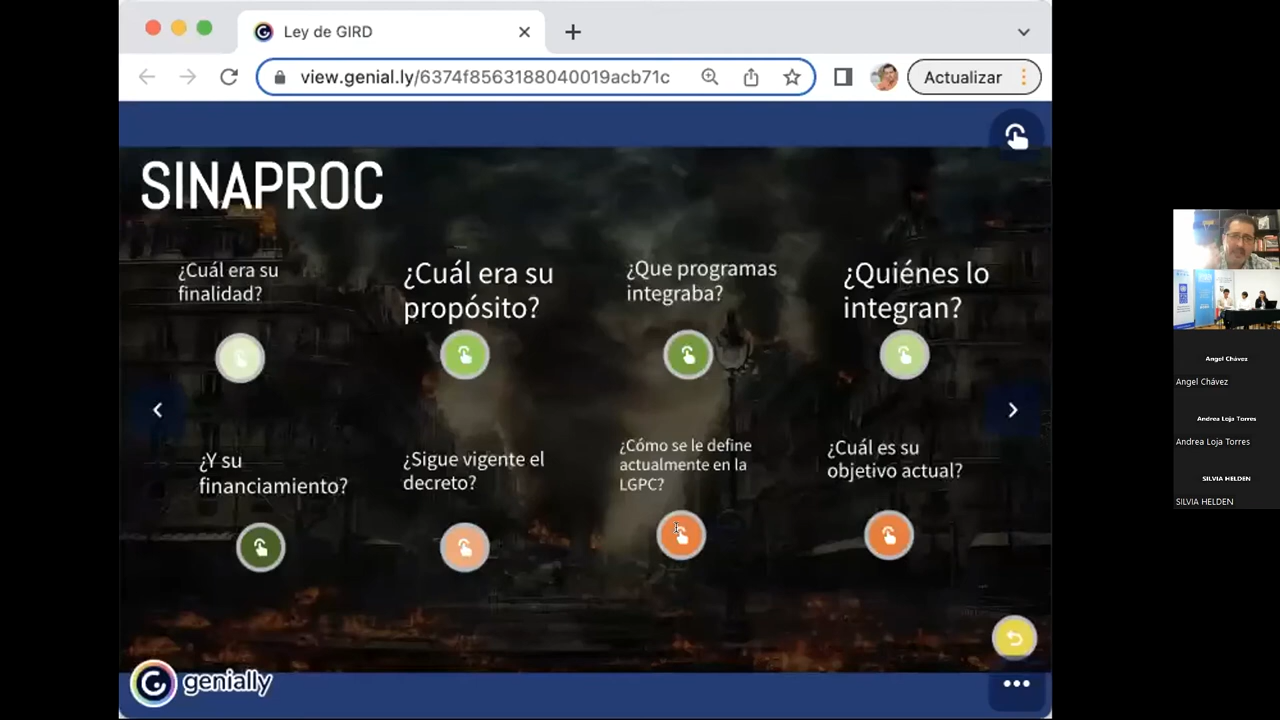 Ley de GIRD
view.genial.ly/6374f8563188040019acb71c
Actualizar
SINAPROC
¿Cuál era su
finalidad?
¿Cuál era su
propósito?
¿Que programas
integraba?
¿Quiénes lo
integran?
¿Y su
financiamiento?
¿Sigue vigente el
decreto?
¿Cómo se le define
actualmente en la
LGPC?
¿Cuál es su
objetivo actual?
genially
Angel Chávez
Angel Chávez
Andrea Loja Torres
Andrea Loja Torres
SILVIA HELDEN
SILVIA HELDEN